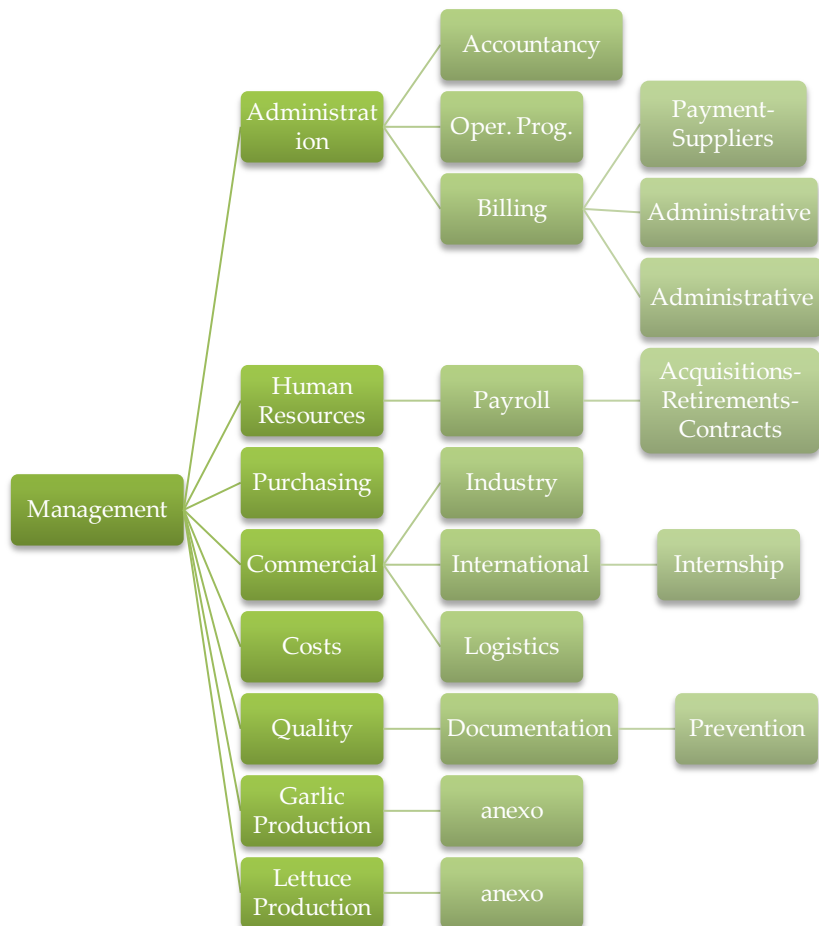 Accountancy
Administrat
ion
Oper. Prog.
Payment-
Suppliers
Billing
Administrative
Administrative
Human
Resources
Payroll
Acquisitions-
Retirements-
Contracts
Management
Purchasing
Industry
Commercial
International
Internship
Costs
Logistics
Quality
Documentation
Prevention
Garlic
Production
anexo
Lettuce
Production
anexo